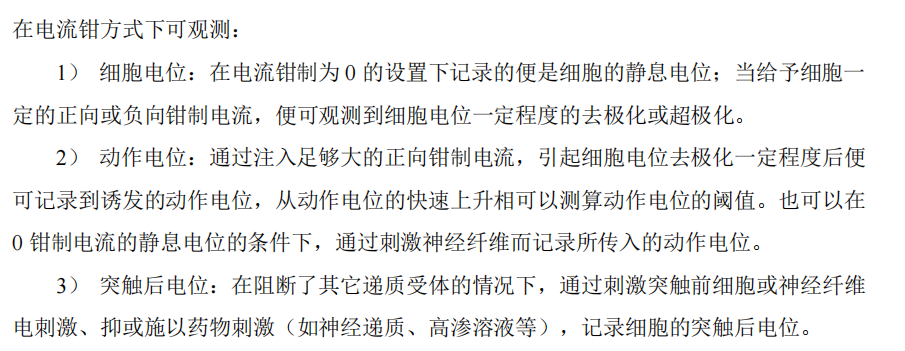 在电流钳方式下可观测：
1） 细胞电位：在电流钳制为 0 的设置下记录的便是细胞的静息电位；当给予细胞一
定的正向或负向钳制电流，便可观测到细胞电位一定程度的去极化或超极化。
2） 动作电位：通过注入足够大的正向钳制电流，引起细胞电位去极化一定程度后便
可记录到诱发的动作电位，从动作电位的快速上升相可以测算动作电位的阈值。也可以在
0 钳制电流的静息电位的条件下，通过刺激神经纤维而记录所传入的动作电位。
3） 突触后电位：在阻断了其它递质受体的情况下，通过刺激突触前细胞或神经纤维
电刺激、抑或施以药物刺激（如神经递质、高渗溶液等），记录细胞的突触后电位。